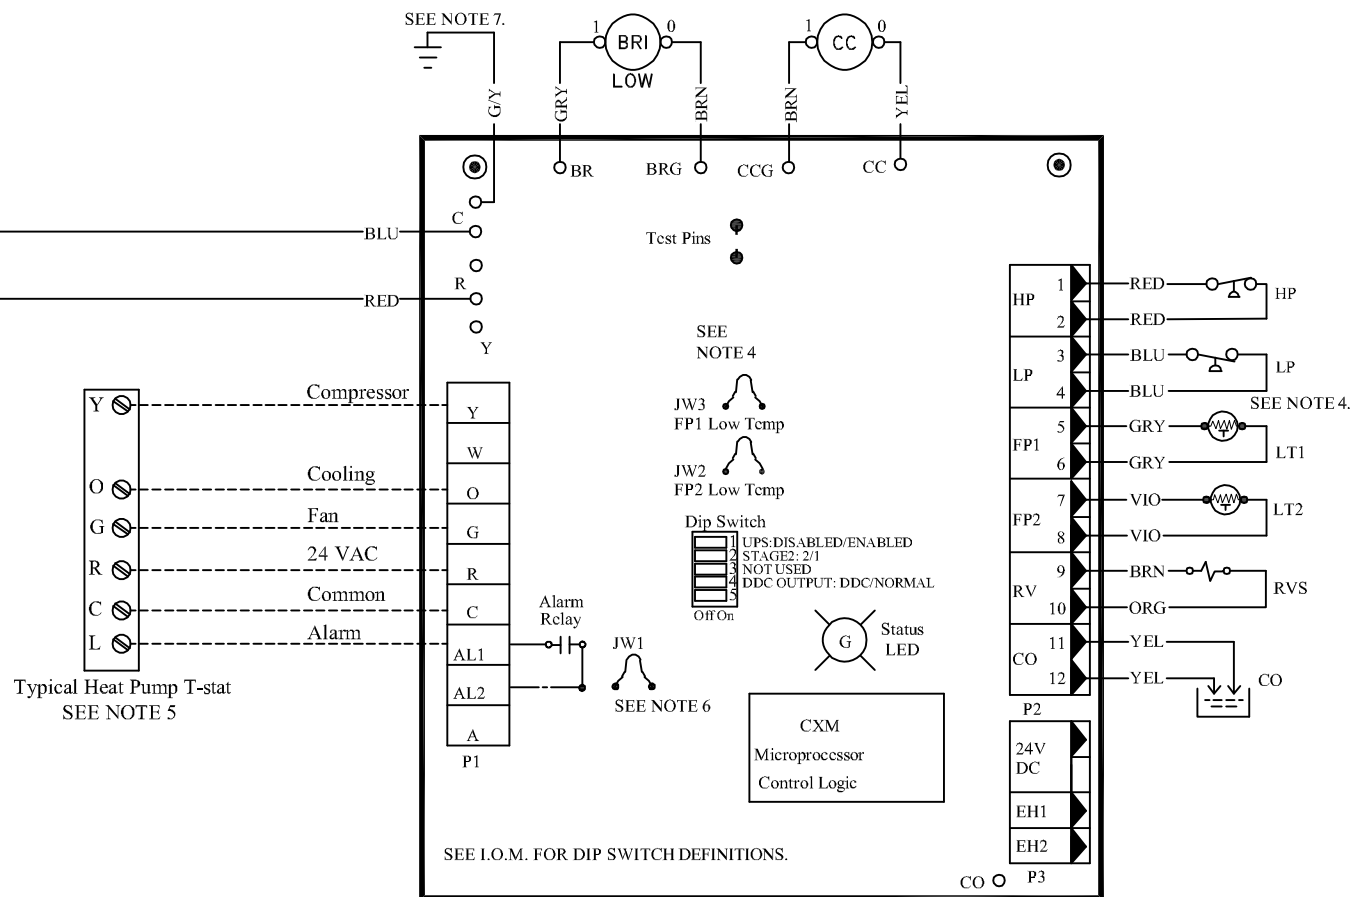 SEE NOTE 7.
1 BR1 0
LOW
1 CC 0
G/Y
GRY
BRN
BRN
YEL
BR
BRG
CCG
CC
C
BLU
R
RED
Y
Test Pins
SEE
NOTE 4
JW3
FP1 Low Temp
JW2
FP2 Low Temp
Dip Switch
1 UPS:DISABLED/ENABLED
2 STAGE2: 2/1
3 NOT USED
4 DDC OUTPUT: DDC/NORMAL
5
Off On
Y Compressor Y
W
O Cooling O
G Fan G
R 24 VAC R
C Common C
L Alarm AL1
AL2
A
P1
Typical Heat Pump T-stat
SEE NOTE 5
Alarm
Relay
JW1
SEE NOTE 6
G
Status
LED
CXM
Microprocessor
Control Logic
HP
1 RED
2 RED
HP
LP
3 BLU
4 BLU
LP
SEE NOTE 4.
FP1
5 GRY
6 GRY
LT1
FP2
7 VIO
8 VIO
LT2
RV
9 BRN
10 ORG
RVS
CO
11 YEL
12 YEL
CO
P2
24V
DC
EH1
EH2
P3
CO
SEE I.O.M. FOR DIP SWITCH DEFINITIONS.